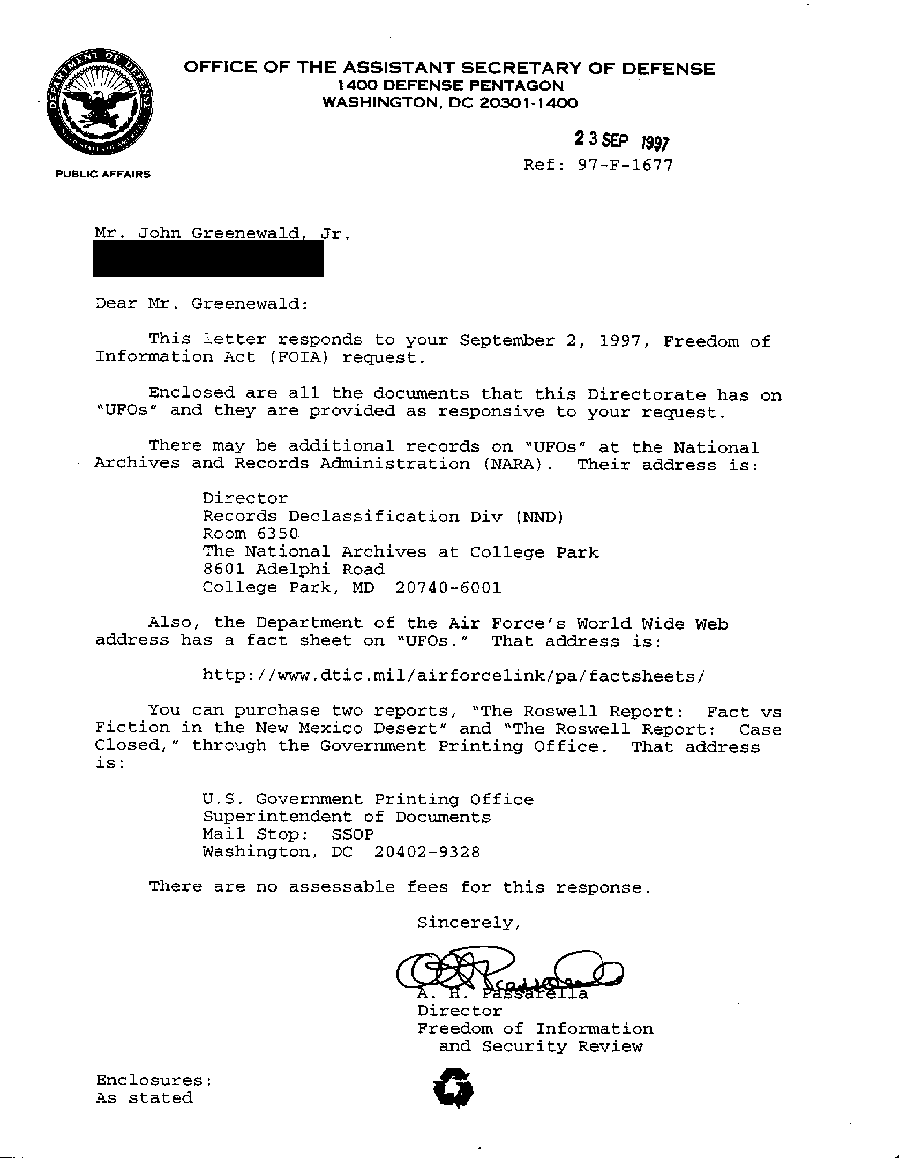 DEPARTMENT OF DEFENSE
UNITED STATES OF AMERICA
PUBLIC AFFAIRS
OFFICE OF THE ASSISTANT SECRETARY OF DEFENSE
1400 DEFENSE PENTAGON
WASHINGTON, DC 20301-1400
23 SEP 1997
Ref: 97-F-1677
Mr. John Greenewald, Jr.
Dear Mr. Greenewald:
This letter responds to your September 2, 1997, Freedom of
Information Act (FOIA) request.
Enclosed are all the documents that this Directorate has on
"UFOs" and they are provided as responsive to your request.
There may be additional records on "UFOs" at the National
Archives and Records Administration (NARA). Their address is:
Director
Records Declassification Div (NND)
Room 6350
The National Archives at College Park
8601 Adelphi Road
College Park, MD 20740-6001
Also, the Department of the Air Force's World Wide Web
address has a fact sheet on "UFOs." That address is:
http://www.dtic.mil/airforcelink/pa/factsheets/
You can purchase two reports, "The Roswell Report: Fact vs
Fiction in the New Mexico Desert" and "The Roswell Report: Case
Closed," through the Government Printing Office. That address
is:
U.S. Government Printing Office
Superintendent of Documents
Mail Stop: SSOP
Washington, DC 20402-9328
There are no assessable fees for this response.
Sincerely,
A. H. Passarella
Director
Freedom of Information
and Security Review
Enclosures:
As stated